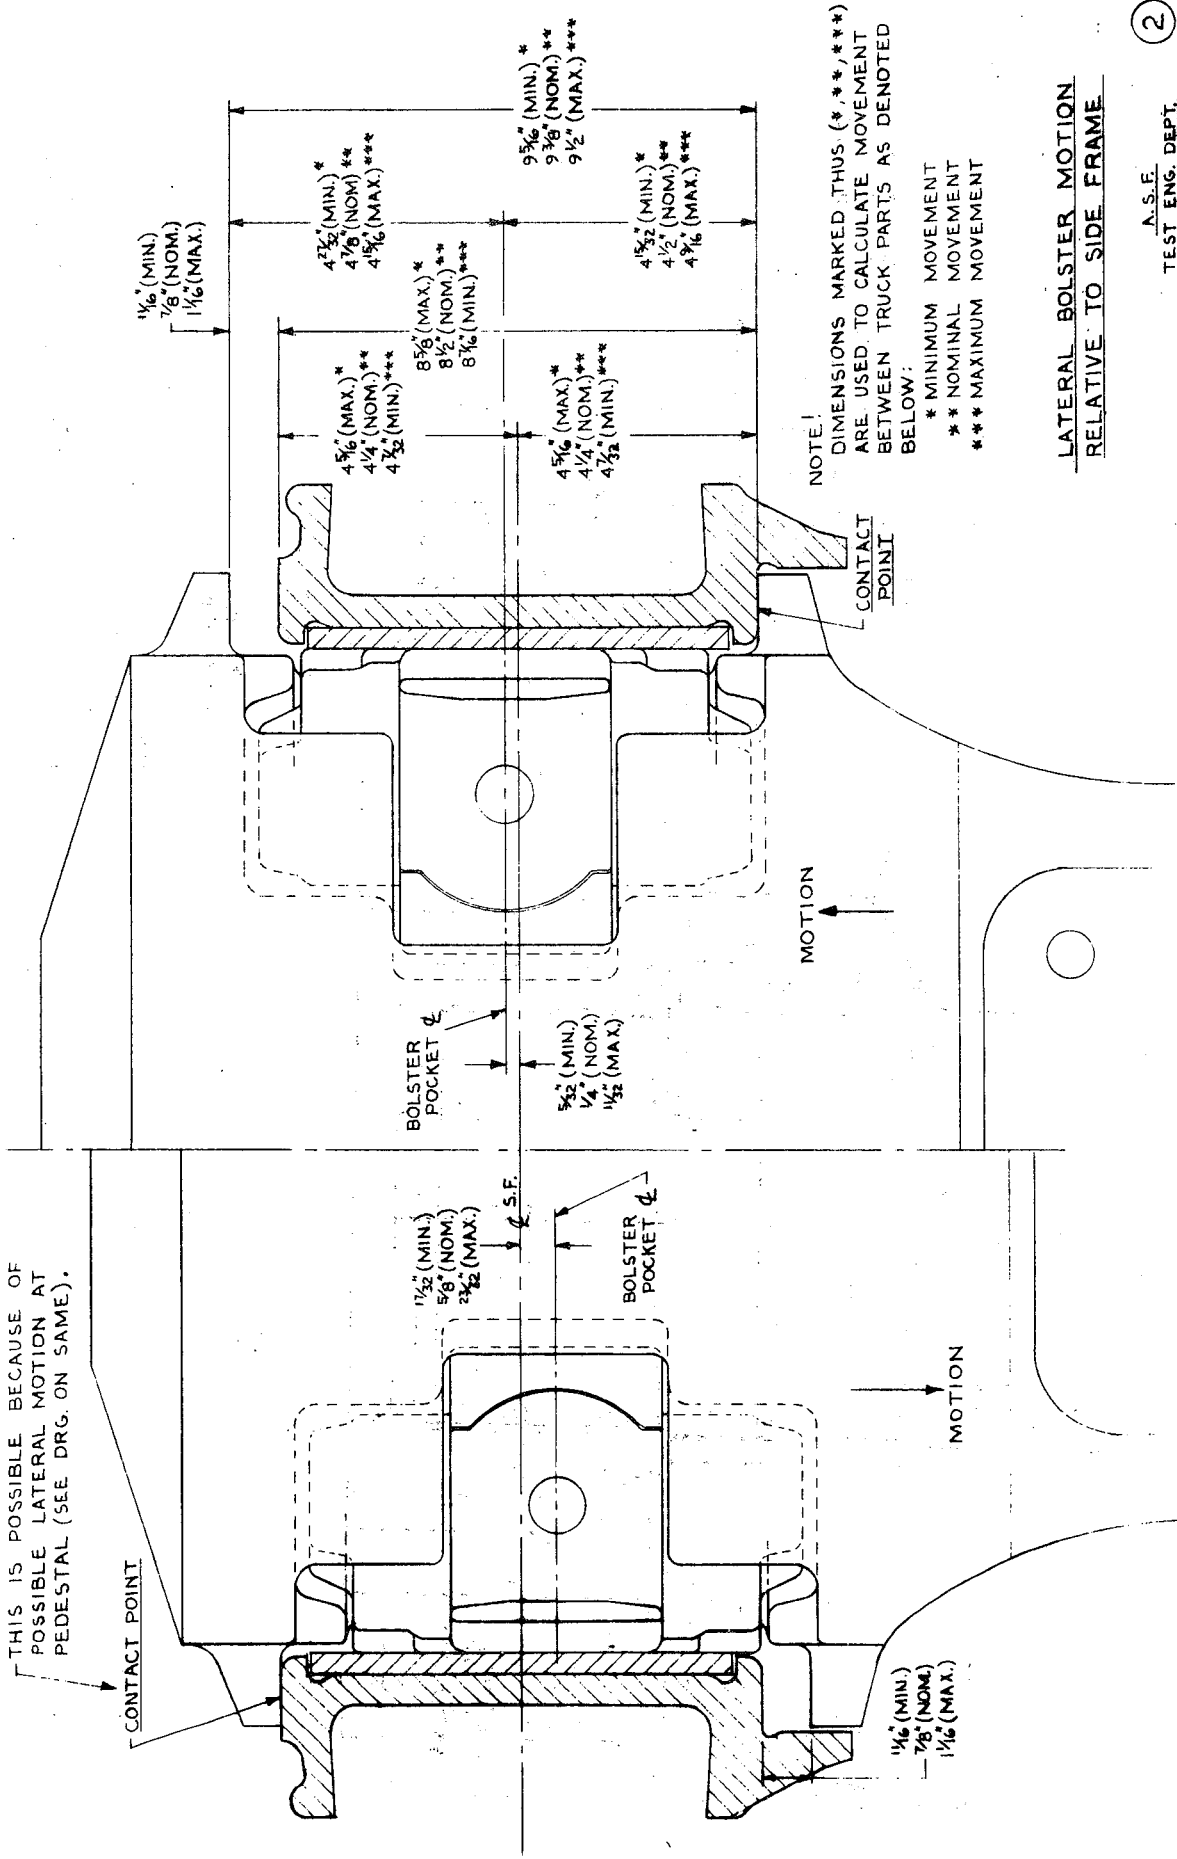 THIS IS POSSIBLE BECAUSE OF
POSSIBLE LATERAL MOTION AT
PEDESTAL (SEE DRG. ON SAME).
CONTACT POINT
11/16" (MIN.)
7/8" (NOM.)
1 1/16" (MAX.)
17/32" (MIN.)
5/8" (NOM.)
23/32" (MAX.)
℄ S.F.
BOLSTER
POCKET ℄
MOTION
BOLSTER
POCKET ℄
5/32" (MIN.)
1/4" (NOM.)
11/32" (MAX.)
MOTION
11/16" (MIN.)
7/8" (NOM.)
1 1/16" (MAX.)
4 5/16" (MAX.)*
4 1/4" (NOM.)**
4 7/32" (MIN.)***
8 5/8" (MAX.)*
8 1/2" (NOM.)**
8 7/16" (MIN.)***
4 27/32" (MIN.)*
4 7/8" (NOM)**
4 15/16" (MAX.)***
9 5/16" (MIN.)*
9 3/8" (NOM.)**
9 1/2" (MAX.)***
4 5/16" (MAX.)*
4 1/4" (NOM.)**
4 7/32" (MIN.)***
4 15/32" (MIN.)*
4 1/2" (NOM.)**
4 9/16" (MAX.)***
CONTACT
POINT
NOTE!
DIMENSIONS MARKED THUS (*,**,***)
ARE USED TO CALCULATE MOVEMENT
BETWEEN TRUCK PARTS AS DENOTED
BELOW:
* MINIMUM MOVEMENT
** NOMINAL MOVEMENT
*** MAXIMUM MOVEMENT
LATERAL BOLSTER MOTION
RELATIVE TO SIDE FRAME
A.S.F.
TEST ENG. DEPT.
2